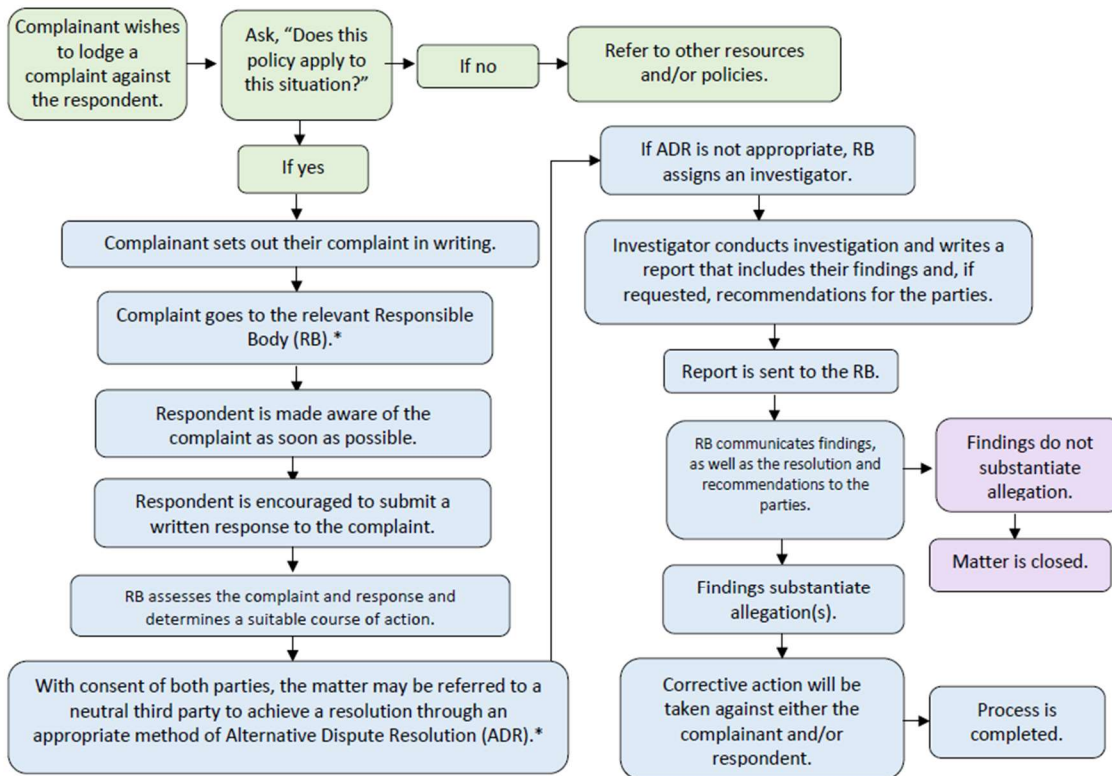 Complainant wishes
to lodge a
complaint against
the respondent.
Ask, “Does this
policy apply to
this situation?”
If no
Refer to other resources
and/or policies.
If yes
Complainant sets out their complaint in writing.
Complaint goes to the relevant Responsible
Body (RB).*
Respondent is made aware of the
complaint as soon as possible.
Respondent is encouraged to submit a
written response to the complaint.
RB assesses the complaint and response and
determines a suitable course of action.
With consent of both parties, the matter may be referred to a
neutral third party to achieve a resolution through an
appropriate method of Alternative Dispute Resolution (ADR).*
If ADR is not appropriate, RB
assigns an investigator.
Investigator conducts investigation and writes a
report that includes their findings and, if
requested, recommendations for the parties.
Report is sent to the RB.
RB communicates findings,
as well as the resolution and
recommendations to the
parties.
Findings do not
substantiate
allegation.
Matter is closed.
Findings substantiate
allegation(s).
Corrective action will be
taken against either the
complainant and/or
respondent.
Process is
completed.